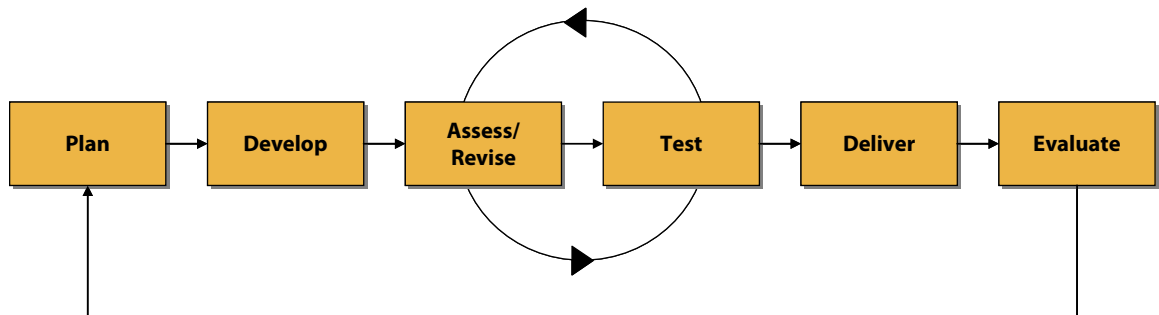 Plan
Develop
Assess/
Revise
Test
Deliver
Evaluate